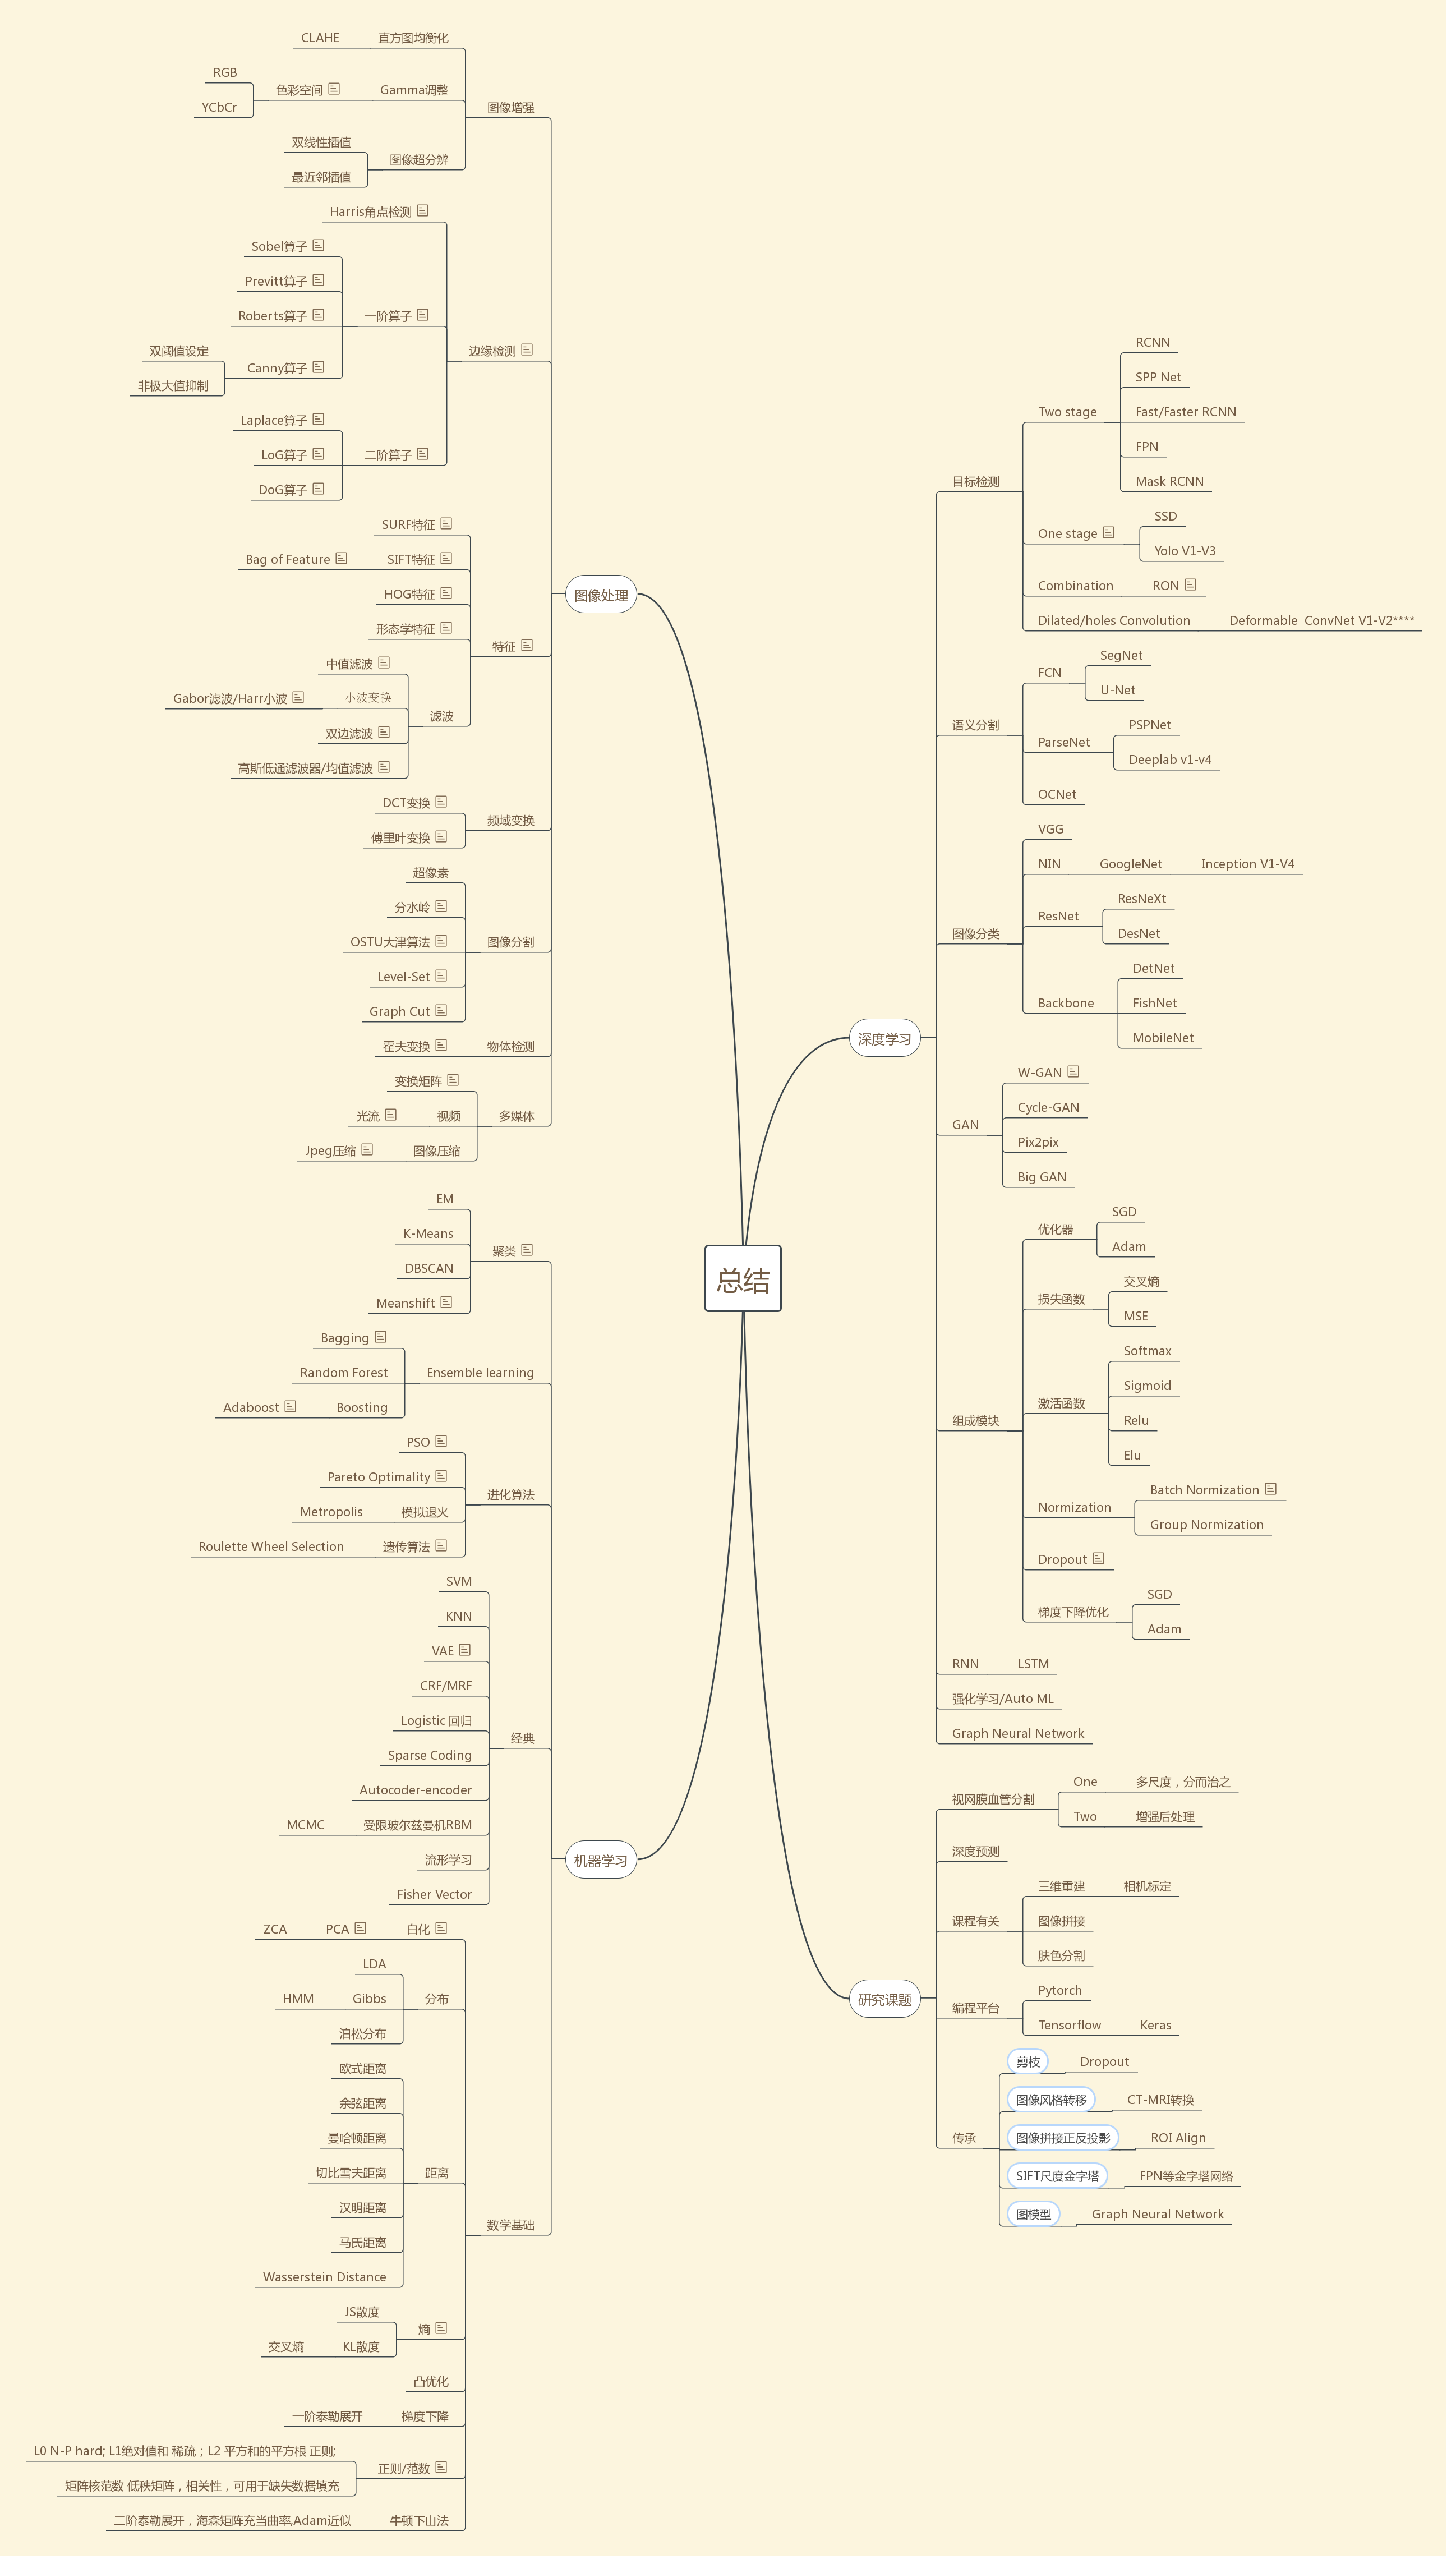 总结
图像处理
图像增强
直方图均衡化
CLAHE
Gamma调整
色彩空间
RGB
YCbCr
图像超分辨
双线性插值
最近邻插值
边缘检测
Harris角点检测
一阶算子
Sobel算子
Previtt算子
Roberts算子
Canny算子
双阈值设定
非极大值抑制
二阶算子
Laplace算子
LoG算子
DoG算子
特征
SURF特征
SIFT特征
Bag of Feature
HOG特征
形态学特征
滤波
中值滤波
小波变换
Gabor滤波/Harr小波
双边滤波
高斯低通滤波器/均值滤波
频域变换
DCT变换
傅里叶变换
图像分割
超像素
分水岭
OSTU大津算法
Level-Set
Graph Cut
物体检测
霍夫变换
多媒体
变换矩阵
视频
光流
图像压缩
Jpeg压缩
机器学习
聚类
EM
K-Means
DBSCAN
Meanshift
Ensemble learning
Bagging
Random Forest
Boosting
Adaboost
进化算法
PSO
Pareto Optimality
模拟退火
Metropolis
遗传算法
Roulette Wheel Selection
经典
SVM
KNN
VAE
CRF/MRF
Logistic 回归
Sparse Coding
Autocoder-encoder
受限玻尔兹曼机RBM
MCMC
流形学习
Fisher Vector
数学基础
白化
PCA
ZCA
分布
LDA
Gibbs
HMM
泊松分布
距离
欧式距离
余弦距离
曼哈顿距离
切比雪夫距离
汉明距离
马氏距离
Wasserstein Distance
熵
JS散度
KL散度
交叉熵
凸优化
梯度下降
一阶泰勒展开
正则/范数
L0 N-P hard; L1绝对值和 稀疏；L2 平方和的平方根 正则;
矩阵核范数 低秩矩阵，相关性，可用于缺失数据填充
牛顿下山法
二阶泰勒展开，海森矩阵充当曲率,Adam近似
深度学习
目标检测
Two stage
RCNN
SPP Net
Fast/Faster RCNN
FPN
Mask RCNN
One stage
SSD
Yolo V1-V3
Combination
RON
Dilated/holes Convolution
Deformable  ConvNet V1-V2****
语义分割
FCN
SegNet
U-Net
ParseNet
PSPNet
Deeplab v1-v4
OCNet
图像分类
VGG
NIN
GoogleNet
Inception V1-V4
ResNet
ResNeXt
DesNet
Backbone
DetNet
FishNet
MobileNet
GAN
W-GAN
Cycle-GAN
Pix2pix
Big GAN
组成模块
优化器
SGD
Adam
损失函数
交叉熵
MSE
激活函数
Softmax
Sigmoid
Relu
Elu
Normization
Batch Normization
Group Normization
Dropout
梯度下降优化
SGD
Adam
RNN
LSTM
强化学习/Auto ML
Graph Neural Network
研究课题
视网膜血管分割
One
多尺度，分而治之
Two
增强后处理
深度预测
课程有关
三维重建
相机标定
图像拼接
肤色分割
编程平台
Pytorch
Tensorflow
Keras
传承
剪枝
Dropout
图像风格转移
CT-MRI转换
图像拼接正反投影
ROI Align
SIFT尺度金字塔
FPN等金字塔网络
图模型
Graph Neural Network